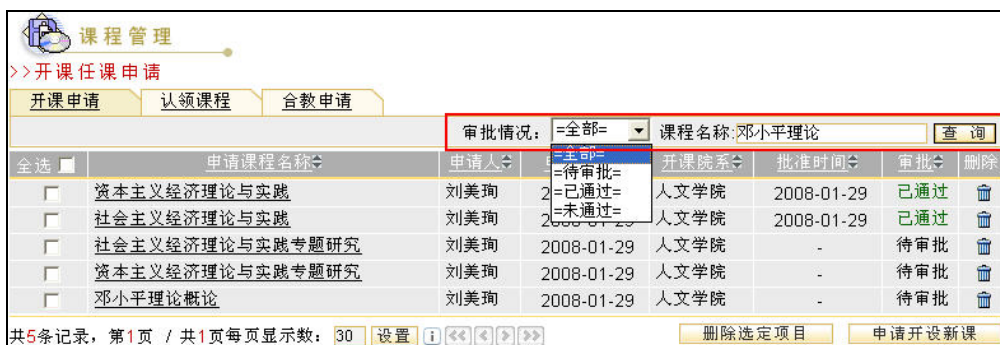 课程管理
>>开课任课申请
开课申请 认领课程 合教申请
审批情况： =全部= 课程名称:邓小平理论 查 询
全选 申请课程名称 申请人 开课院系 批准时间 审批 删除
=全部=
=待审批=
=已通过=
=未通过=
资本主义经济理论与实践 刘美珣 2 人文学院 2008-01-29 已通过
社会主义经济理论与实践 刘美珣 人文学院 2008-01-29 已通过
社会主义经济理论与实践专题研究 刘美珣 2008-01-29 人文学院 - 待审批
资本主义经济理论与实践专题研究 刘美珣 2008-01-29 人文学院 - 待审批
邓小平理论概论 刘美珣 2008-01-29 人文学院 - 待审批
共5条记录，第1页 / 共1页每页显示数： 30 设置 i << < > >> 删除选定项目 申请开设新课